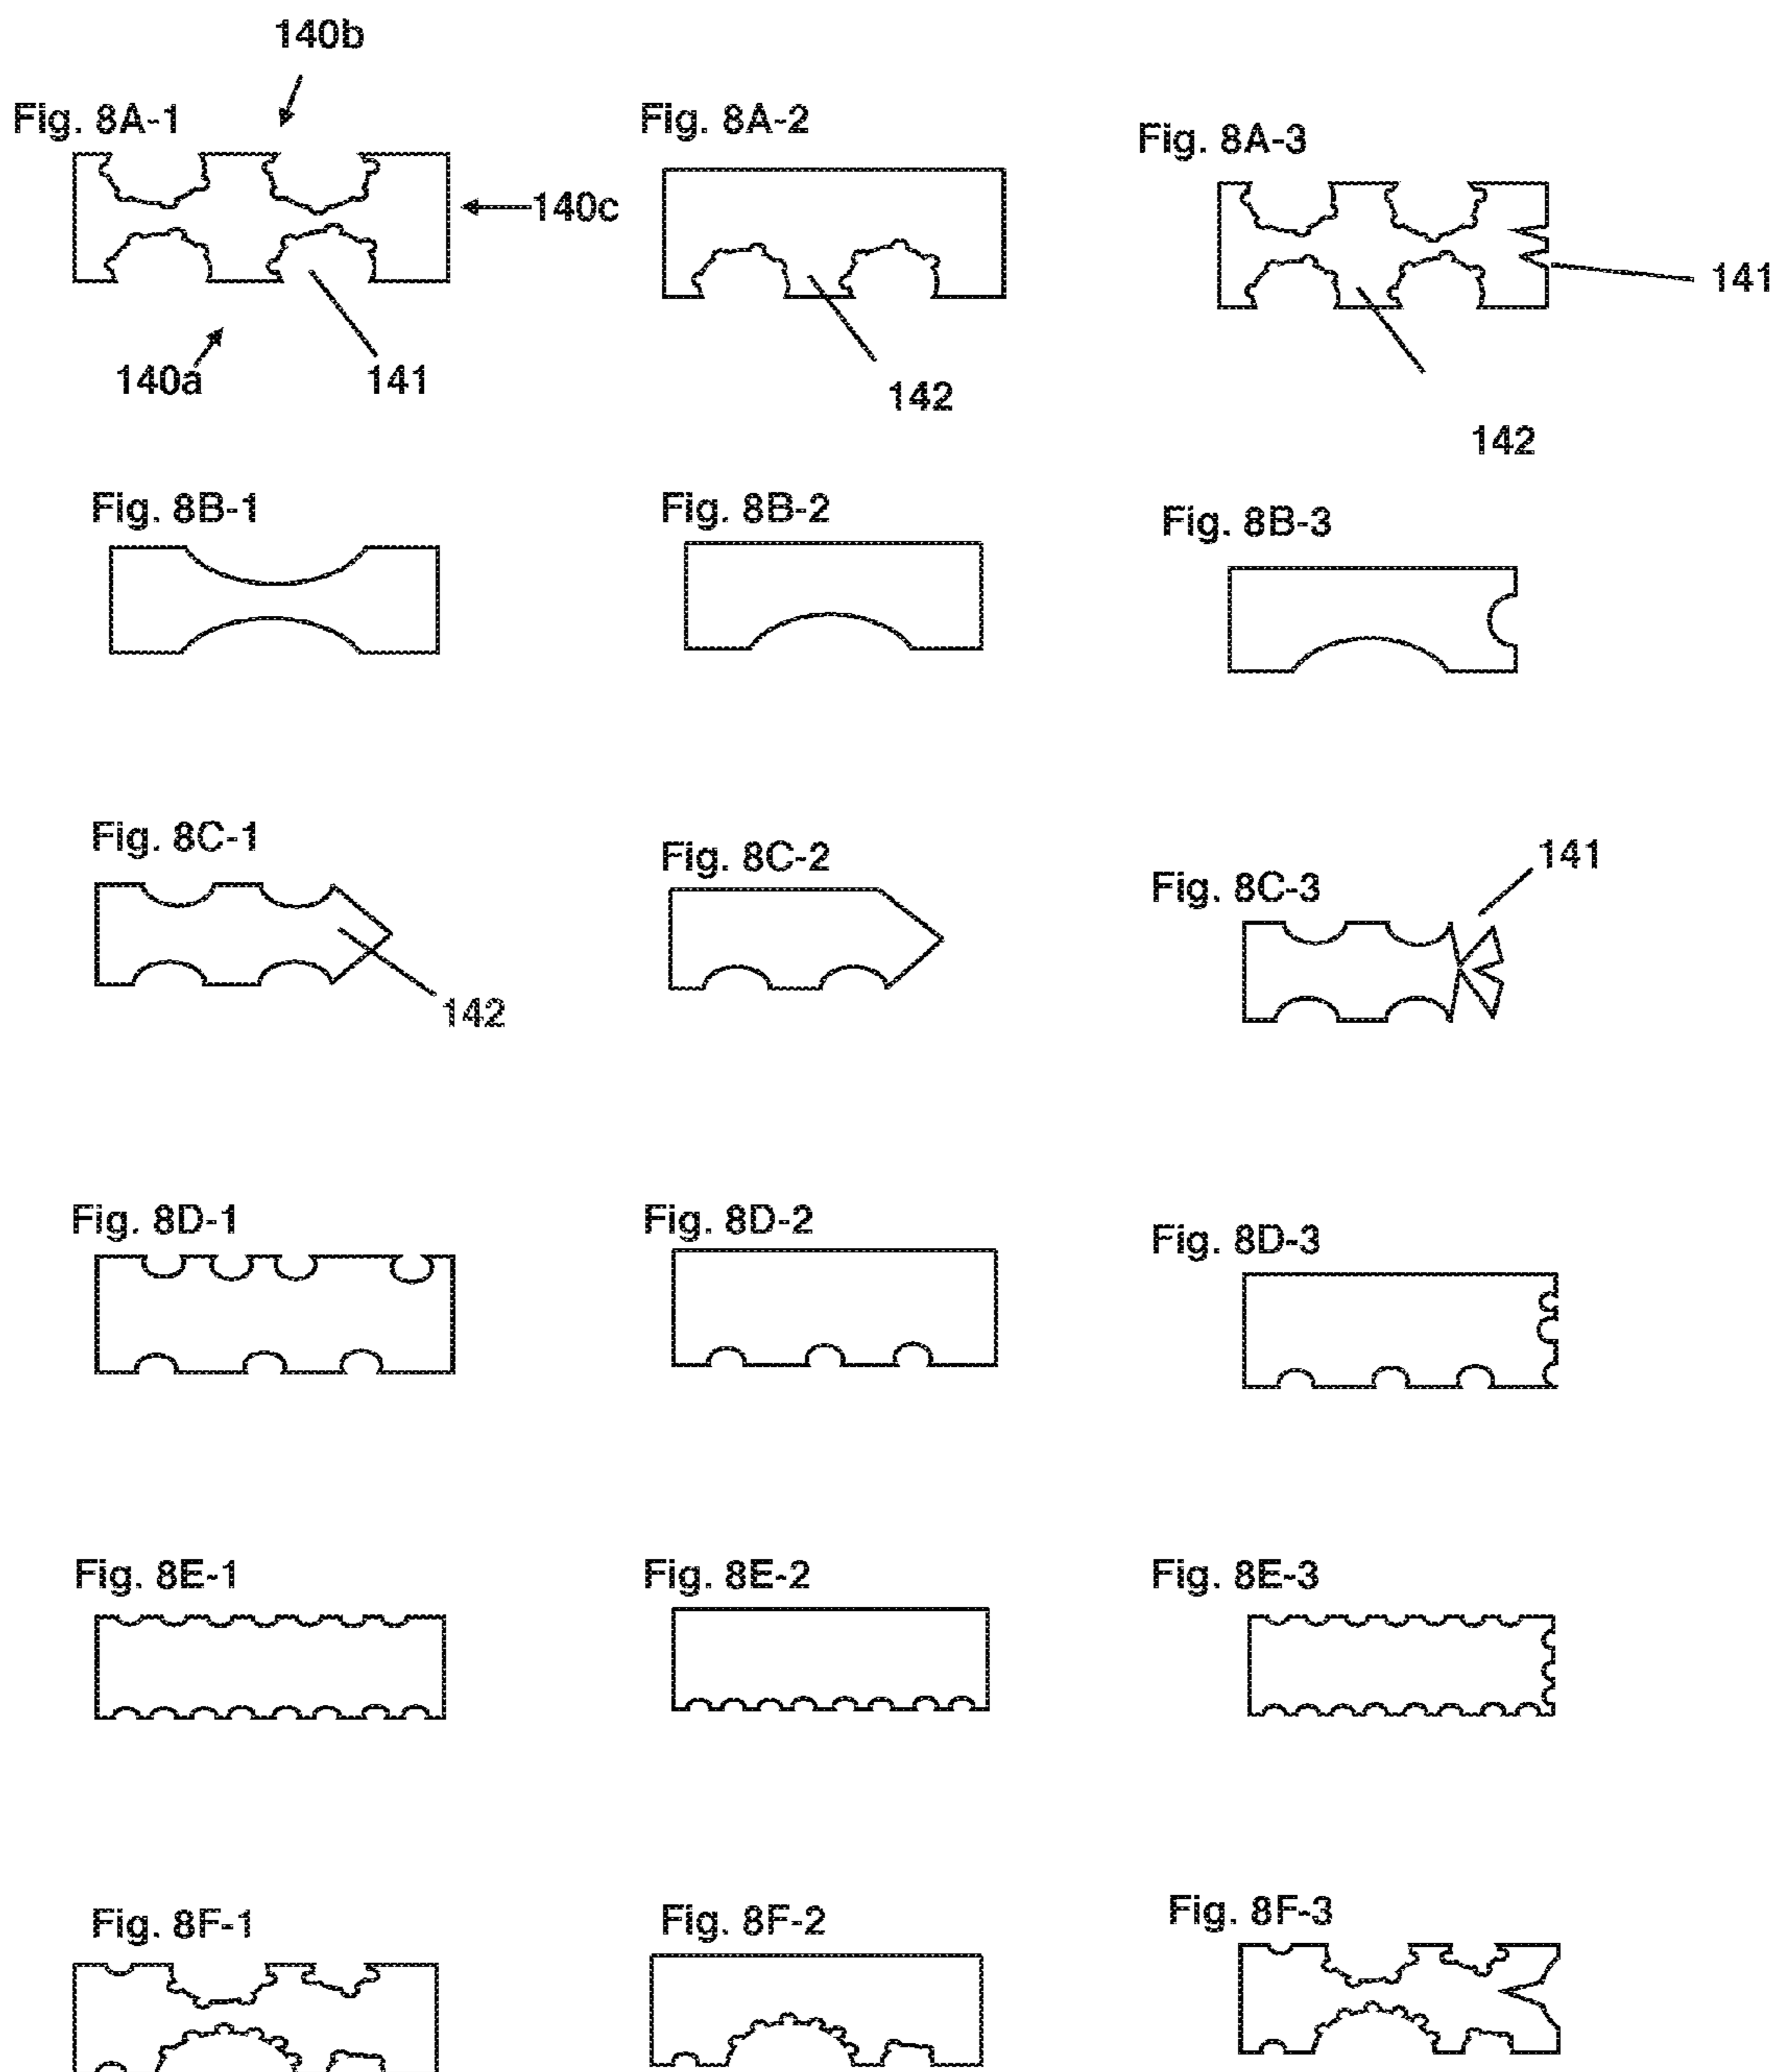 140b
Fig. 8A-1
Fig. 8A-2
Fig. 8A-3
140c
141
140a
141
142
142
Fig. 8B-1
Fig. 8B-2
Fig. 8B-3
Fig. 8C-1
Fig. 8C-2
Fig. 8C-3
141
142
Fig. 8D-1
Fig. 8D-2
Fig. 8D-3
Fig. 8E-1
Fig. 8E-2
Fig. 8E-3
Fig. 8F-1
Fig. 8F-2
Fig. 8F-3